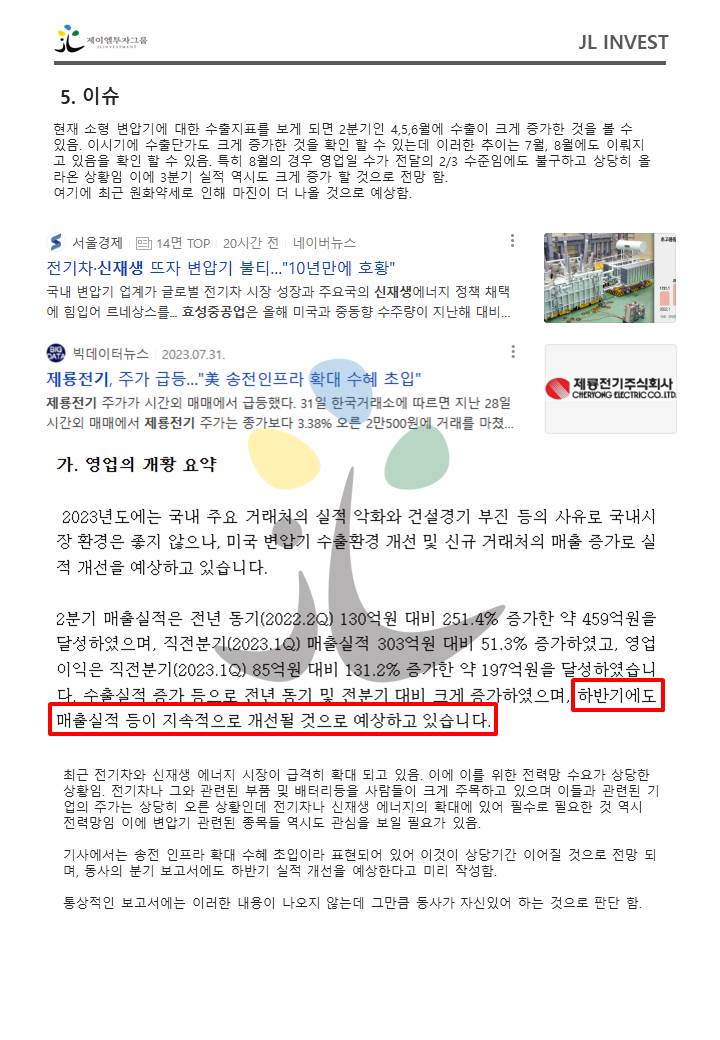 제이엘투자그룹
JL INVESTMENT
JL INVEST
5. 이슈
현재 소형 변압기에 대한 수출지표를 보게 되면 2분기인 4,5,6월에 수출이 크게 증가한 것을 볼 수
있음. 이시기에 수출단가도 크게 증가한 것을 확인 할 수 있는데 이러한 추이는 7월, 8월에도 이뤄지
고 있음을 확인 할 수 있음. 특히 8월의 경우 영업일 수가 전달의 2/3 수준임에도 불구하고 상당히 올
라온 상황임 이에 3분기 실적 역시도 크게 증가 할 것으로 전망 함.
여기에 최근 원화약세로 인해 마진이 더 나올 것으로 예상함.
서울경제 14면 TOP 20시간 전 네이버뉴스
전기차·신재생 뜨자 변압기 불티..."10년만에 호황"
국내 변압기 업계가 글로벌 전기차 시장 성장과 주요국의 신재생에너지 정책 채택
에 힘입어 르네상스를... 효성중공업은 올해 미국과 중동향 수주량이 지난해 대비...
BIG DATA 빅데이터뉴스 2023.07.31.
제룡전기, 주가 급등..."美 송전인프라 확대 수혜 초입"
제룡전기 주가가 시간외 매매에서 급등했다. 31일 한국거래소에 따르면 지난 28일
시간외 매매에서 제룡전기 주가는 종가보다 3.38% 오른 2만500원에 거래를 마쳤...
제룡전기주식회사
CHERYONG ELECTRIC CO.LTD.
가. 영업의 개황 요약
2023년도에는 국내 주요 거래처의 실적 악화와 건설경기 부진 등의 사유로 국내시
장 환경은 좋지 않으나, 미국 변압기 수출환경 개선 및 신규 거래처의 매출 증가로 실
적 개선을 예상하고 있습니다.
2분기 매출실적은 전년 동기(2022.2Q) 130억원 대비 251.4% 증가한 약 459억원을
달성하였으며, 직전분기(2023.1Q) 매출실적 303억원 대비 51.3% 증가하였고, 영업
이익은 직전분기(2023.1Q) 85억원 대비 131.2% 증가한 약 197억원을 달성하였습니
다. 수출실적 증가 등으로 전년 동기 및 전분기 대비 크게 증가하였으며, 하반기에도
매출실적 등이 지속적으로 개선될 것으로 예상하고 있습니다.
최근 전기차와 신재생 에너지 시장이 급격히 확대 되고 있음. 이에 이를 위한 전력망 수요가 상당한
상황임. 전기차나 그와 관련된 부품 및 배터리등을 사람들이 크게 주목하고 있으며 이들과 관련된 기
업의 주가는 상당히 오른 상황인데 전기차나 신재생 에너지의 확대에 있어 필수로 필요한 것 역시
전력망임 이에 변압기 관련된 종목들 역시도 관심을 보일 필요가 있음.
기사에서는 송전 인프라 확대 수혜 초입이라 표현되어 있어 이것이 상당기간 이어질 것으로 전망 되
며, 동사의 분기 보고서에도 하반기 실적 개선을 예상한다고 미리 작성함.
통상적인 보고서에는 이러한 내용이 나오지 않는데 그만큼 동사가 자신있어 하는 것으로 판단 함.